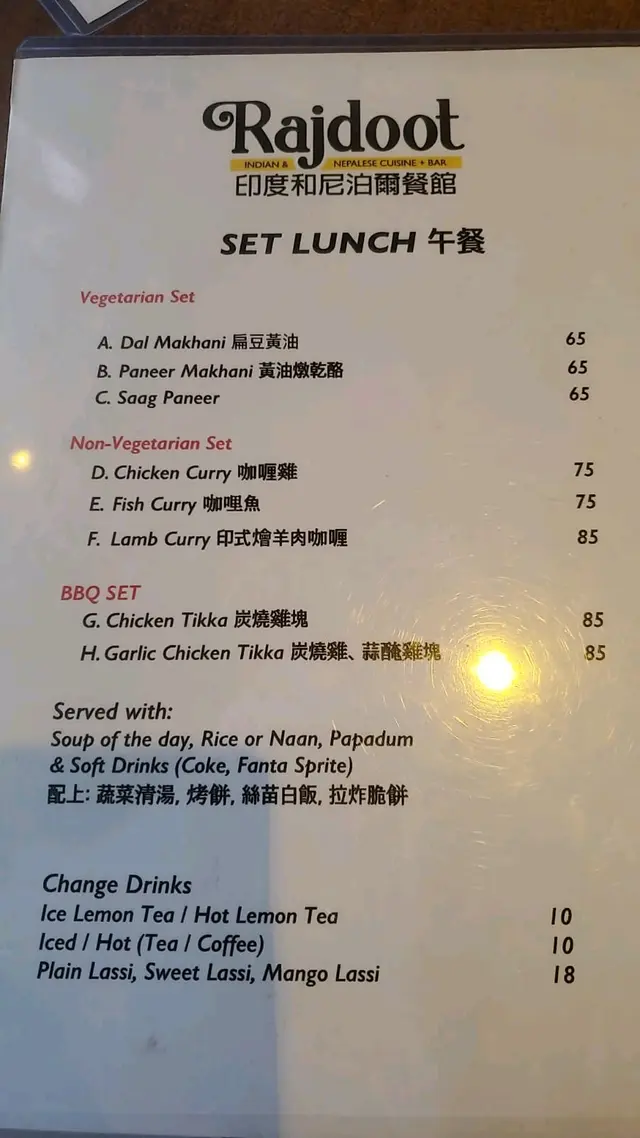 Rajdoot
INDIAN & NEPALESE CUISINE + BAR
印度和尼泊爾餐館
SET LUNCH 午餐
Vegetarian Set
A. Dal Makhani 扁豆黃油 65
B. Paneer Makhani 黃油燉乾酪 65
C. Saag Paneer 65
Non-Vegetarian Set
D. Chicken Curry 咖喱雞 75
E. Fish Curry 咖哩魚 75
F. Lamb Curry 印式燴羊肉咖喱 85
BBQ SET
G. Chicken Tikka 炭燒雞塊 85
H. Garlic Chicken Tikka 炭燒雞、蒜醃雞塊 85
Served with:
Soup of the day, Rice or Naan, Papadum
& Soft Drinks (Coke, Fanta Sprite)
配上: 蔬菜清湯, 烤餅, 絲苗白飯, 拉炸脆餅
Change Drinks
Ice Lemon Tea / Hot Lemon Tea 10
Iced / Hot (Tea / Coffee) 10
Plain Lassi, Sweet Lassi, Mango Lassi 18